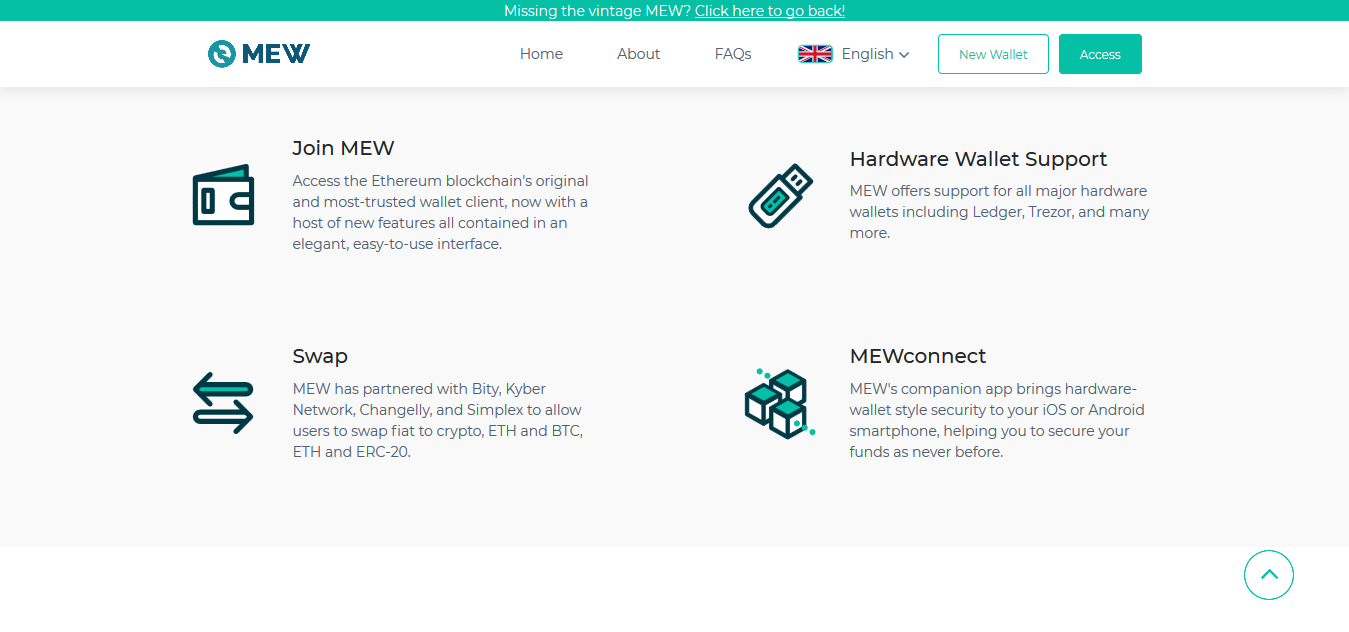 Missing the vintage MEW? Click here to go back!
MEW
Home
About
FAQs
English
New Wallet
Access
Join MEW
Access the Ethereum blockchain's original
and most-trusted wallet client, now with a
host of new features all contained in an
elegant, easy-to-use interface.
Hardware Wallet Support
MEW offers support for all major hardware
wallets including Ledger, Trezor, and many
more.
Swap
MEW has partnered with Bity, Kyber
Network, Changelly, and Simplex to allow
users to swap fiat to crypto, ETH and BTC,
ETH and ERC-20.
MEWconnect
MEW's companion app brings hardware-
wallet style security to your iOS or Android
smartphone, helping you to secure your
funds as never before.